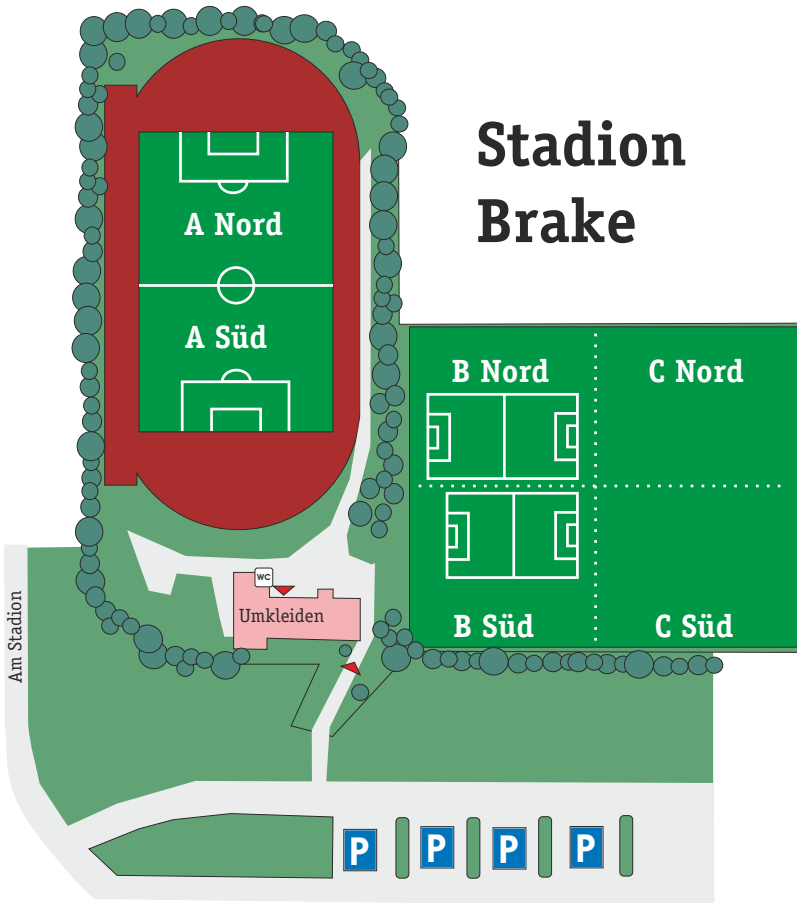 Stadion
Brake
A Nord
A Süd
B Nord
C Nord
B Süd
C Süd
WC
Umkleiden
Am Stadion
P
P
P
P